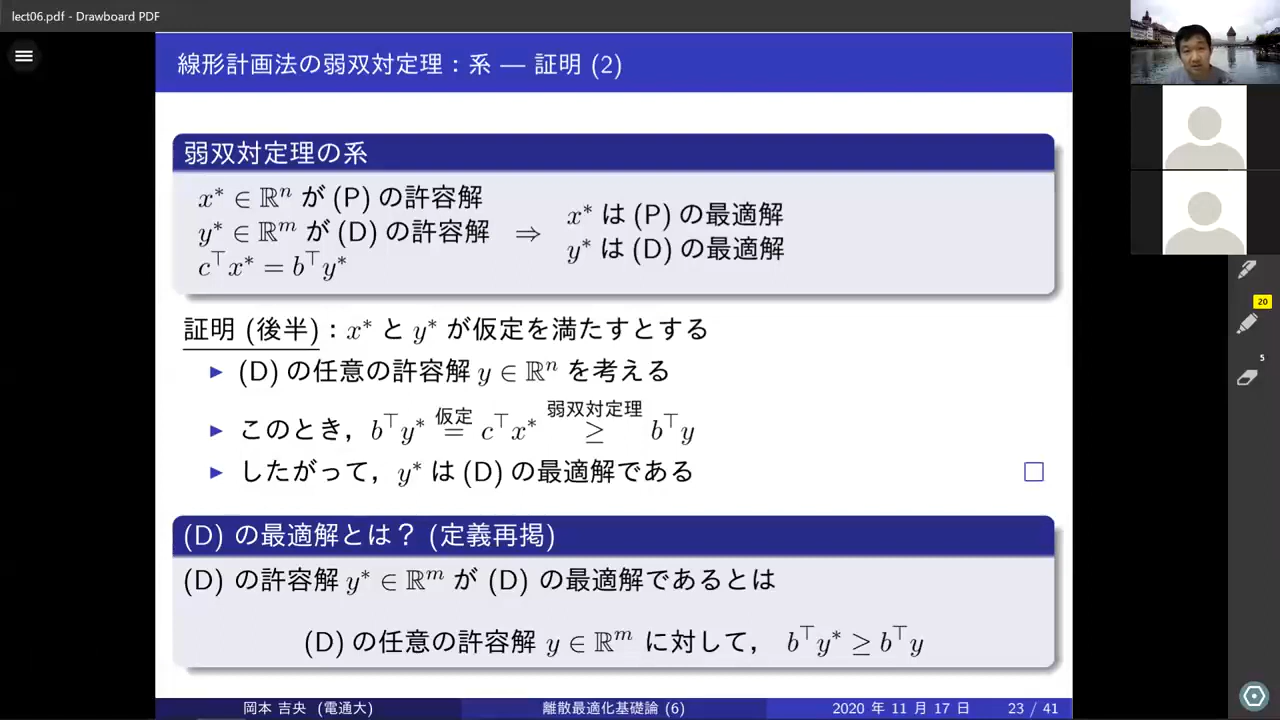 lect06.pdf - Drawboard PDF
線形計画法の弱双対定理：系 — 証明 (2)
弱双対定理の系
x* ∈ ℝⁿ が (P) の許容解
y* ∈ ℝᵐ が (D) の許容解
c⊤x* = b⊤y*
⇒
x* は (P) の最適解
y* は (D) の最適解
証明 (後半)：x* と y* が仮定を満たすとする
▶ (D) の任意の許容解 y ∈ ℝⁿ を考える
仮定 弱双対定理
▶ このとき，b⊤y* = c⊤x* ≥ b⊤y
▶ したがって，y* は (D) の最適解である □
(D) の最適解とは？ (定義再掲)
(D) の許容解 y* ∈ ℝᵐ が (D) の最適解であるとは
(D) の任意の許容解 y ∈ ℝᵐ に対して， b⊤y* ≥ b⊤y
岡本 吉央 (電通大) 離散最適化基礎論 (6) 2020 年 11 月 17 日 23 / 41
20
5